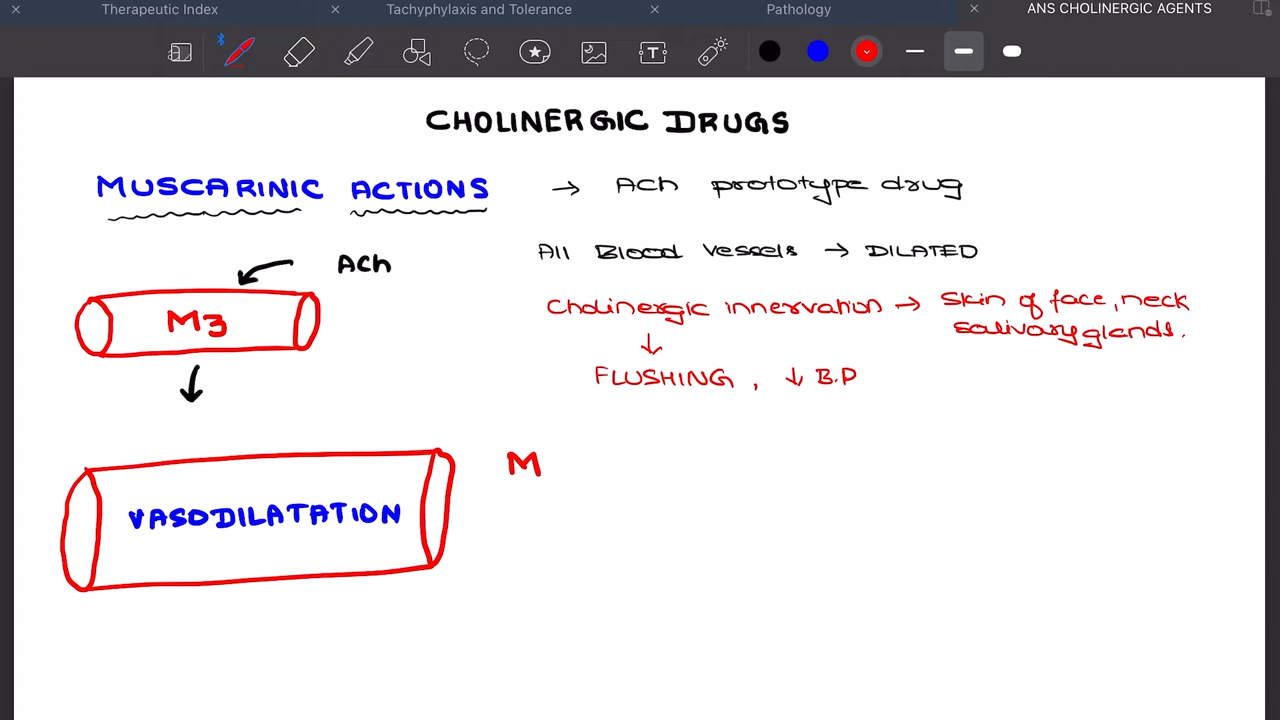 Therapeutic Index
Tachyphylaxis and Tolerance
Pathology
ANS CHOLINERGIC AGENTS
CHOLINERGIC DRUGS
MUSCARINIC ACTIONS → ACh prototype drug
ACh
All Blood vessels → DILATED
M3
Cholinergic innervation → Skin of face, neck
salivary glands.
↓
FLUSHING, ↓ B.P
M
VASODILATATION